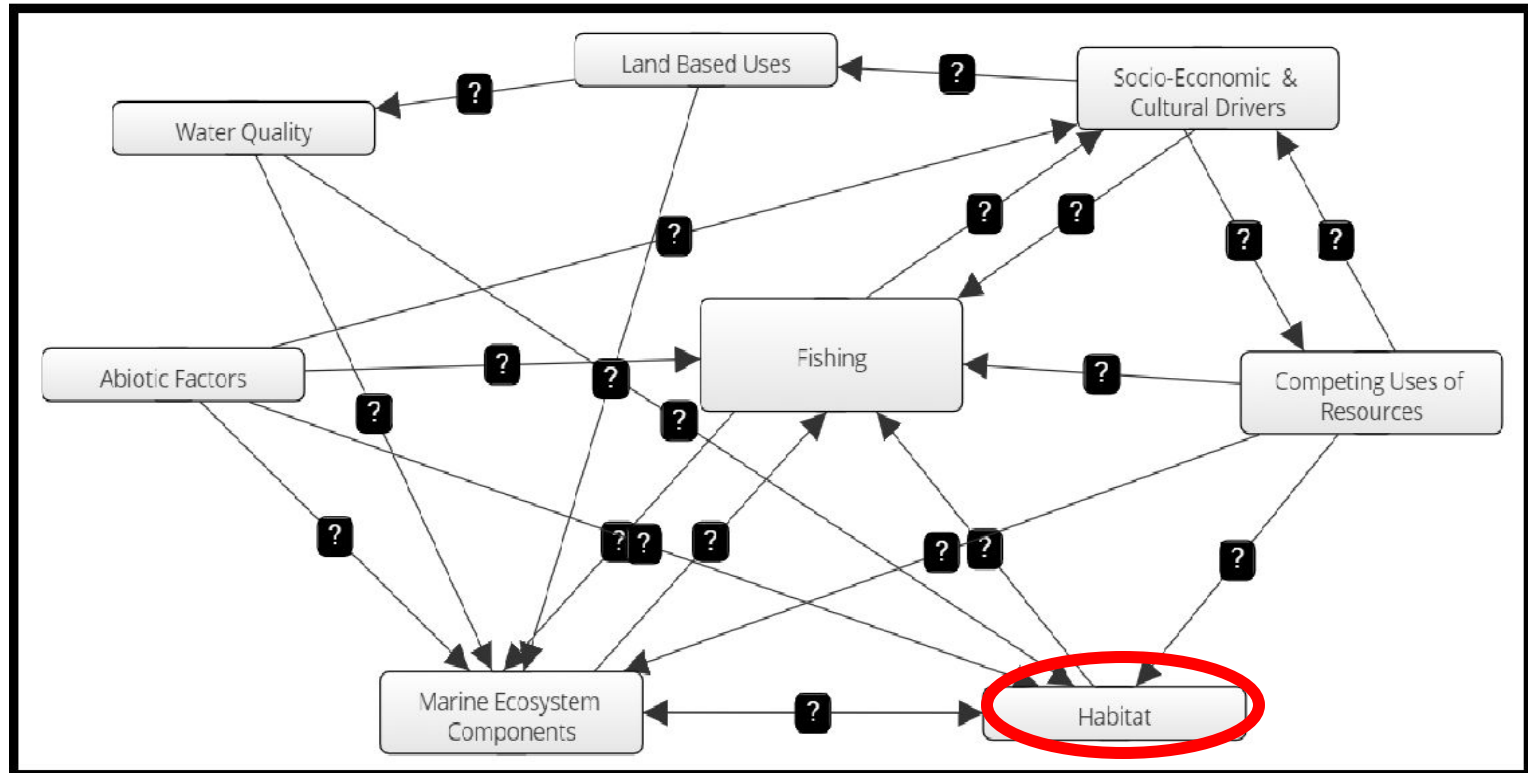 Land Based Uses
?
?
Socio-Economic &
Cultural Drivers
Water Quality
?
?
?
?
?
Abiotic Factors
?
Fishing
?
Competing Uses of
Resources
?
?
?
?
?
?
?
?
?
?
Marine Ecosystem
Components
?
Habitat